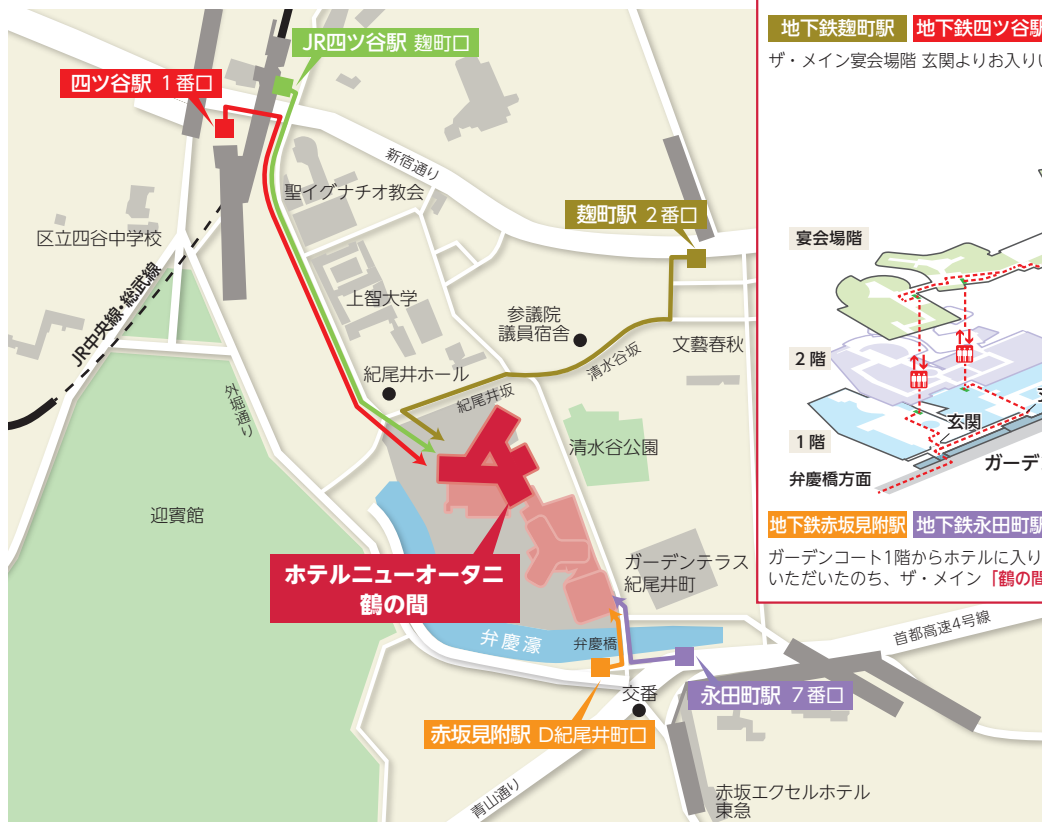 JR四ツ谷駅 麹町口
四ツ谷駅 1番口
新宿通り
聖イグナチオ教会
麹町駅 2番口
区立四谷中学校
JR中央線・総武線
上智大学
参議院
議員宿舎
文藝春秋
清水谷坂
紀尾井ホール
紀尾井坂
外堀通り
清水谷公園
迎賓館
ホテルニューオータニ
鶴の間
ガーデンテラス
紀尾井町
弁慶濠
弁慶橋
首都高速4号線
永田町駅 7番口
交番
赤坂見附駅 D紀尾井町口
青山通り
赤坂エクセルホテル
東急
地下鉄麹町駅 地下鉄四ツ谷駅
ザ・メイン宴会場階 玄関よりお入りい
宴会場階
2階
玄関
1階
ガーデ
弁慶橋方面
地下鉄赤坂見附駅 地下鉄永田町駅
ガーデンコート1階からホテルに入り
いただいたのち、ザ・メイン「鶴の間